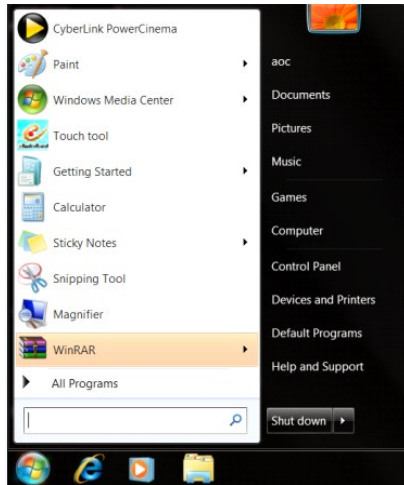 CyberLink PowerCinema
Paint
Windows Media Center
Touch tool
Getting Started
Calculator
Sticky Notes
Snipping Tool
Magnifier
WinRAR
All Programs
aoc
Documents
Pictures
Music
Games
Computer
Control Panel
Devices and Printers
Default Programs
Help and Support
Shut down